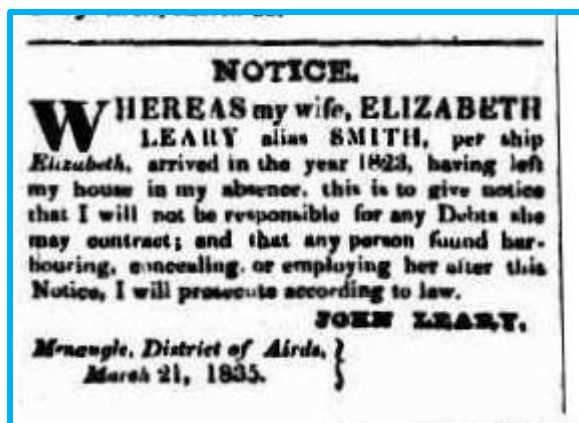 NOTICE.
WHEREAS my wife, ELIZABETH
LEARY alias SMITH, per ship
Elizabeth, arrived in the year 1823, having left
my house in my absence, this is to give notice
that I will not be responsible for any Debts she
may contract; and that any person found har-
bouring, concealing, or employing her after this
Notice, I will prosecute according to law.
JOHN LEARY.
District of Airds,
March 21, 1835.